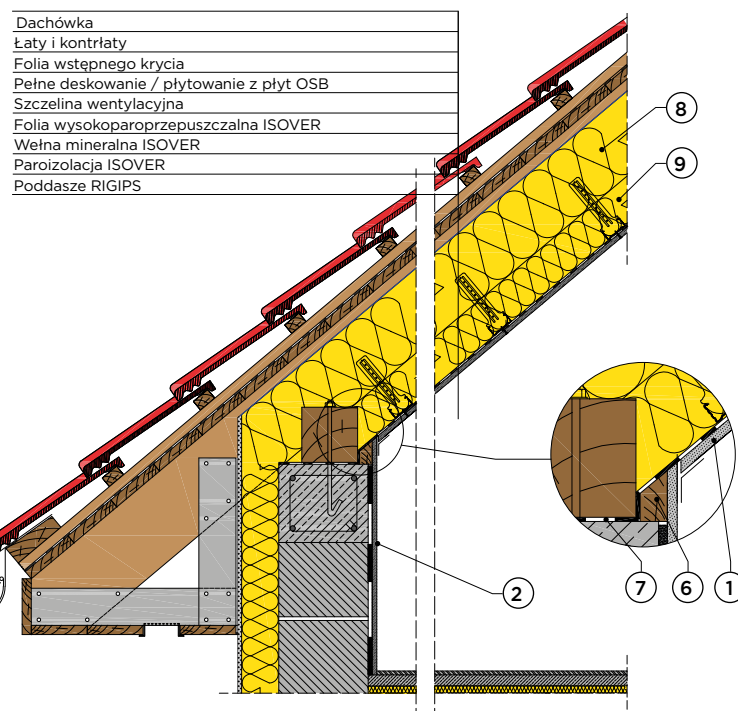 Dachówka
Łaty i kontrłaty
Folia wstępnego krycia
Pełne deskowanie / płytowanie z płyt OSB
Szczelina wentylacyjna
Folia wysokoparoprzepuszczalna ISOVER
Wełna mineralna ISOVER
Paroizolacja ISOVER
Poddasze RIGIPS
8
9
2
7
6
1